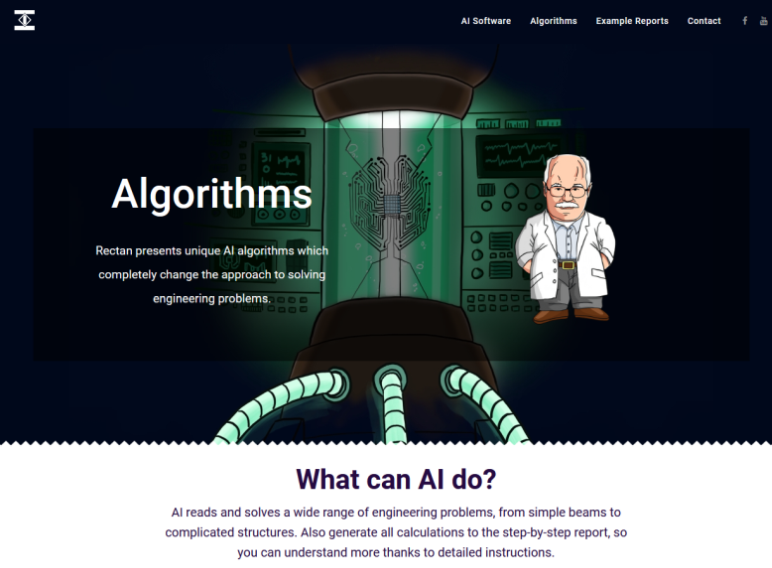 AI Software Algorithms Example Reports Contact
Algorithms
Rectan presents unique AI algorithms which
completely change the approach to solving
engineering problems.
What can AI do?
AI reads and solves a wide range of engineering problems, from simple beams to
complicated structures. Also generate all calculations to the step-by-step report, so
you can understand more thanks to detailed instructions.